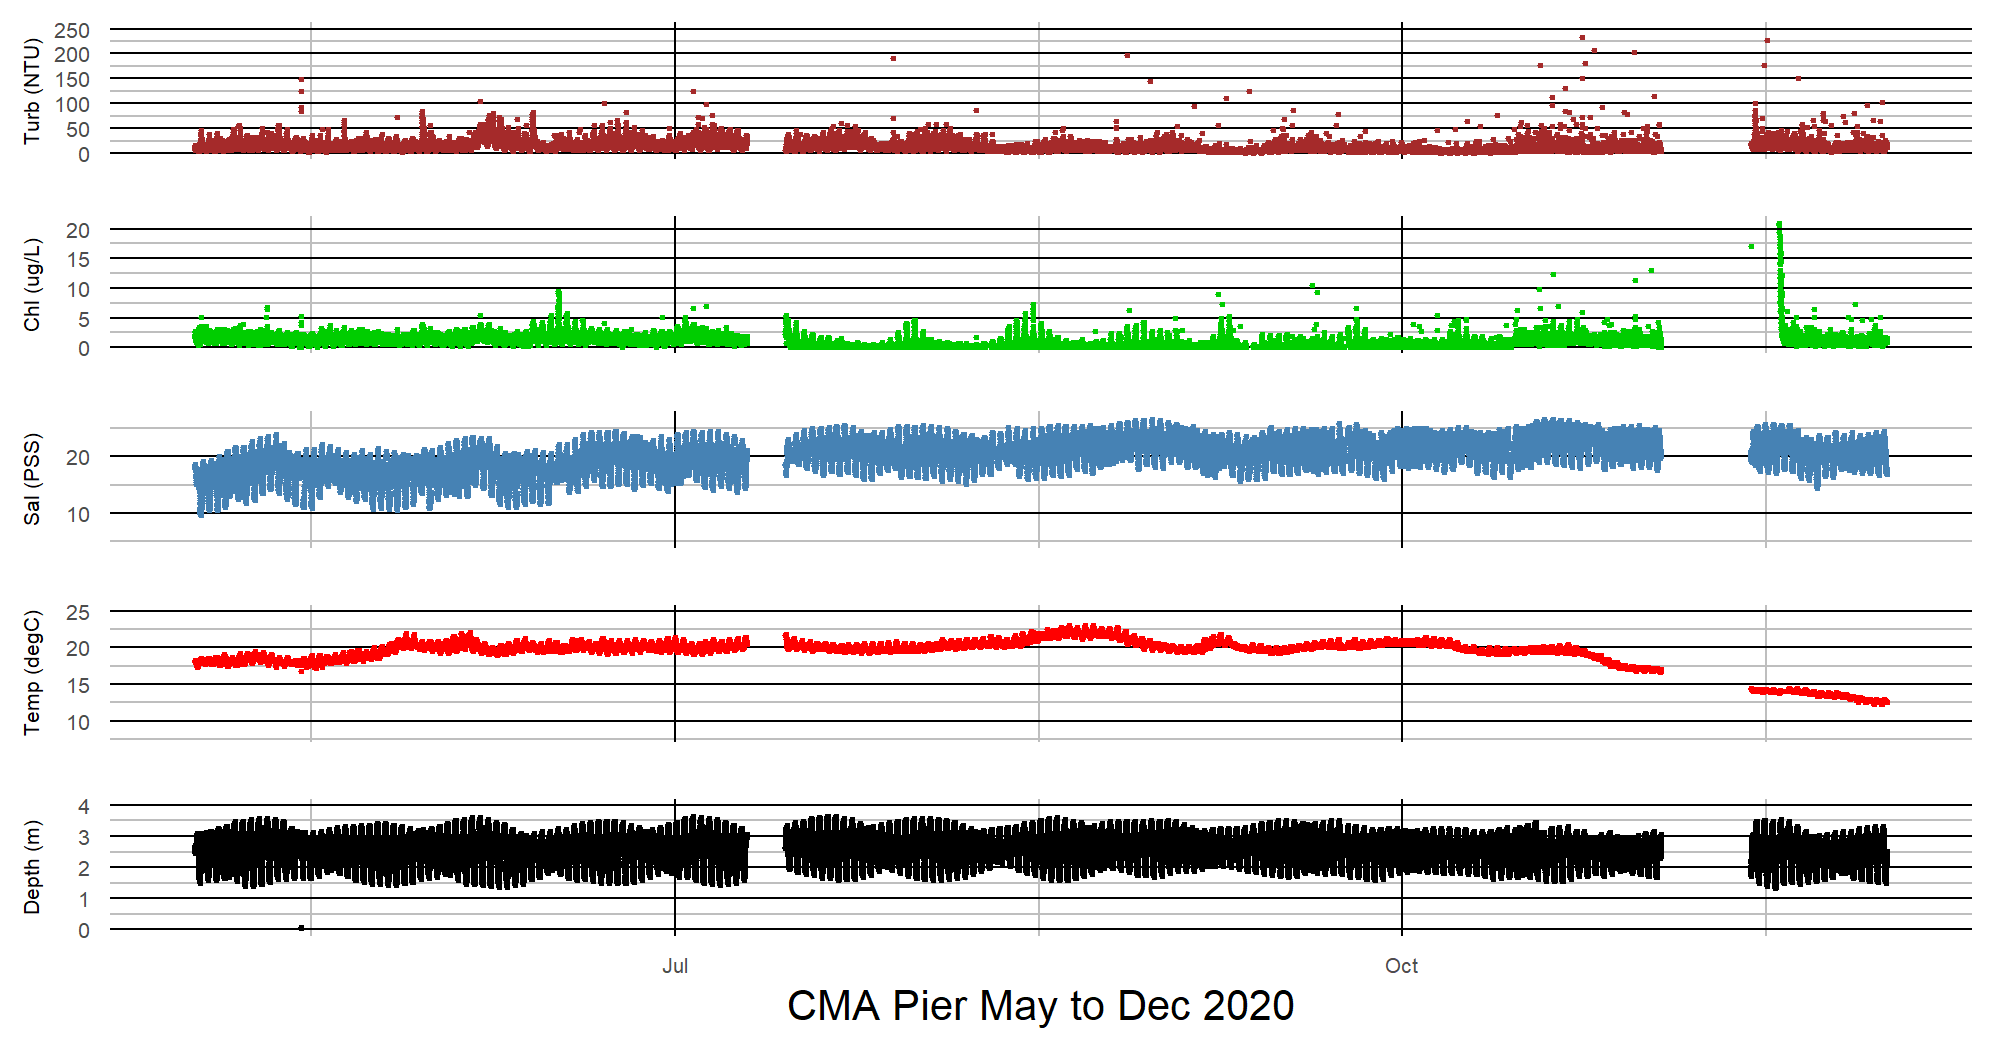 Turb (NTU)
250
200
150
100
50
0
Chl (ug/L)
20
15
10
5
0
Sal (PSS)
20
10
Temp (degC)
25
20
15
10
Depth (m)
4
3
2
1
0
Jul
Oct
CMA Pier May to Dec 2020